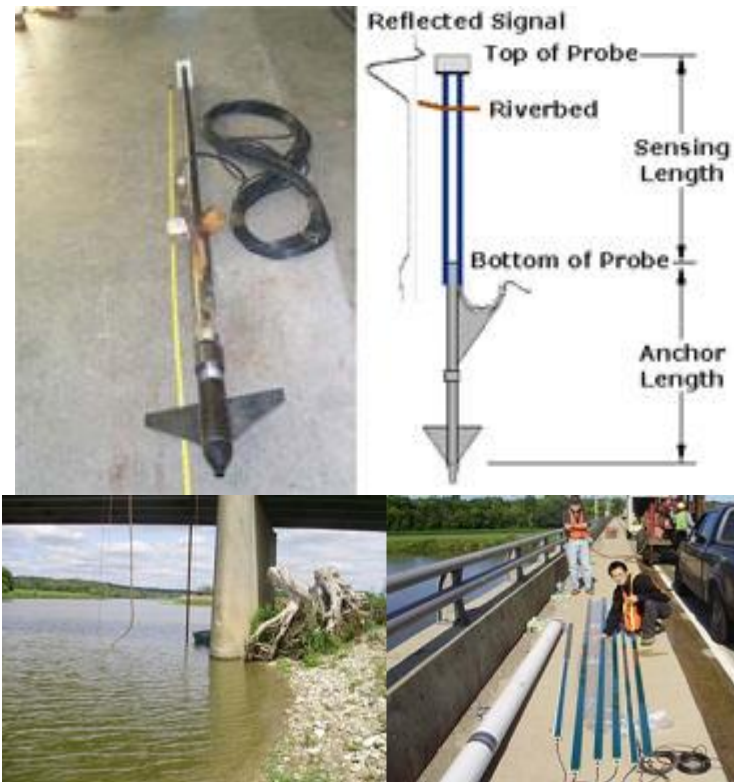 Reflected Signal
Top of Probe
Riverbed
Sensing
Length
Bottom of Probe
Anchor
Length